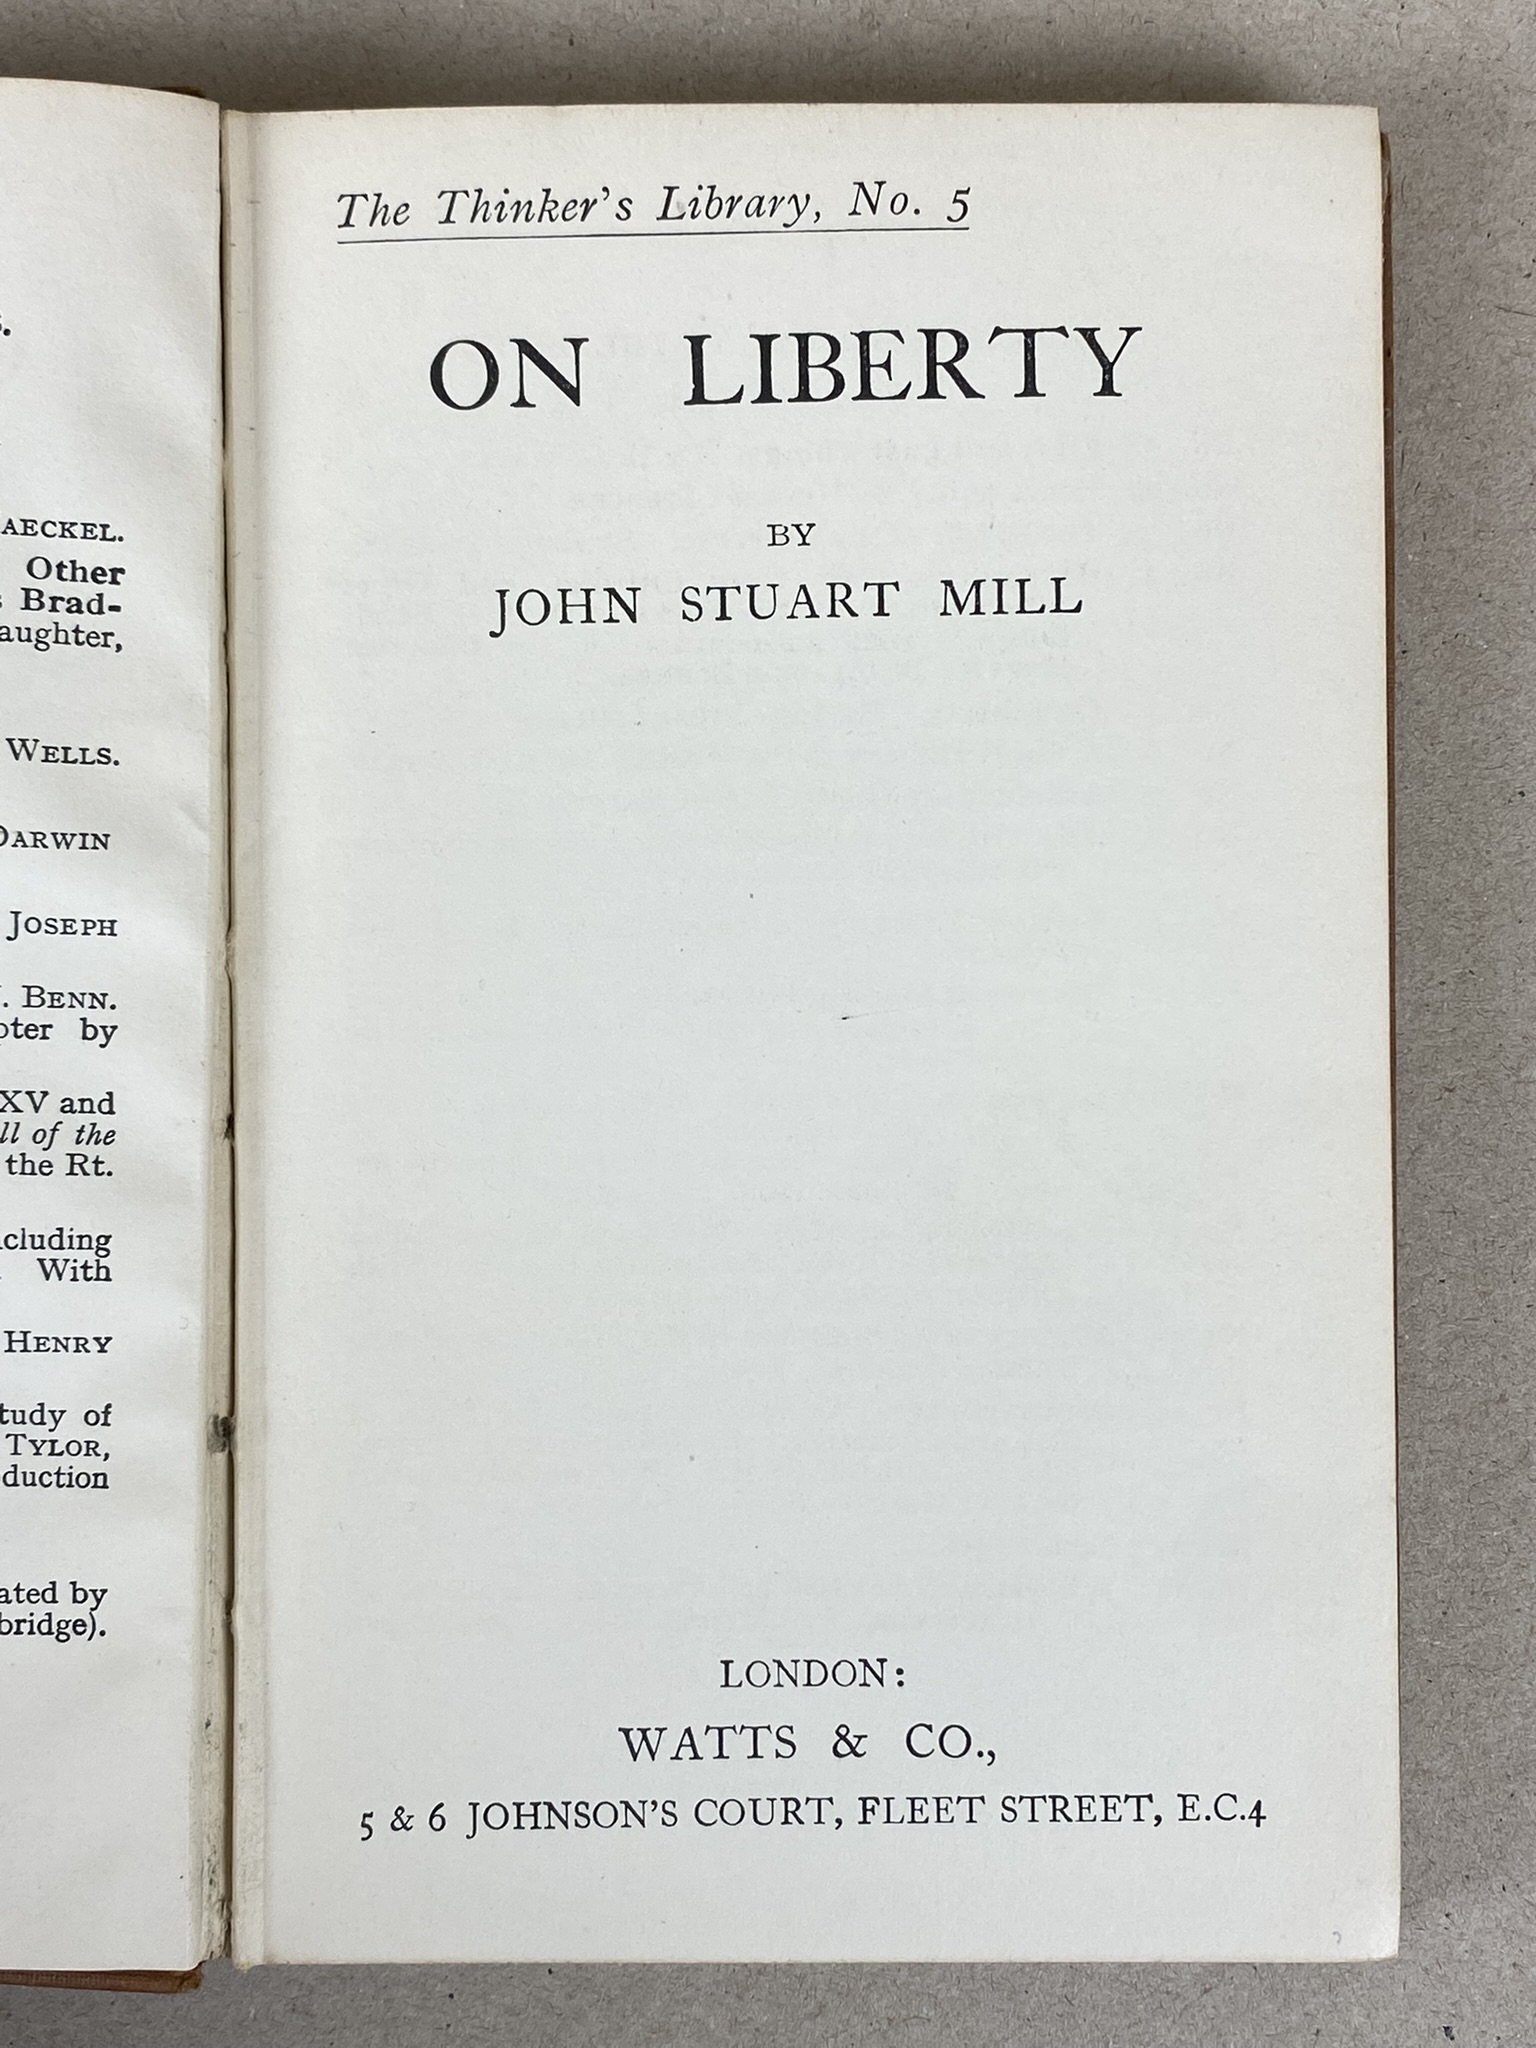 AECKEL.
Other
Brad-
aughter,
WELLS.
DARWIN
JOSEPH
BENN.
by
XV and
of the
the Rt.
cluding
With
HENRY
tudy of
TYLOR,
duction
ated by
bridge).
The Thinker's Library, No. 5
ON LIBERTY
BY
JOHN STUART MILL
LONDON:
WATTS & CO.,
5 & 6 JOHNSON'S COURT, FLEET STREET, E.C.4